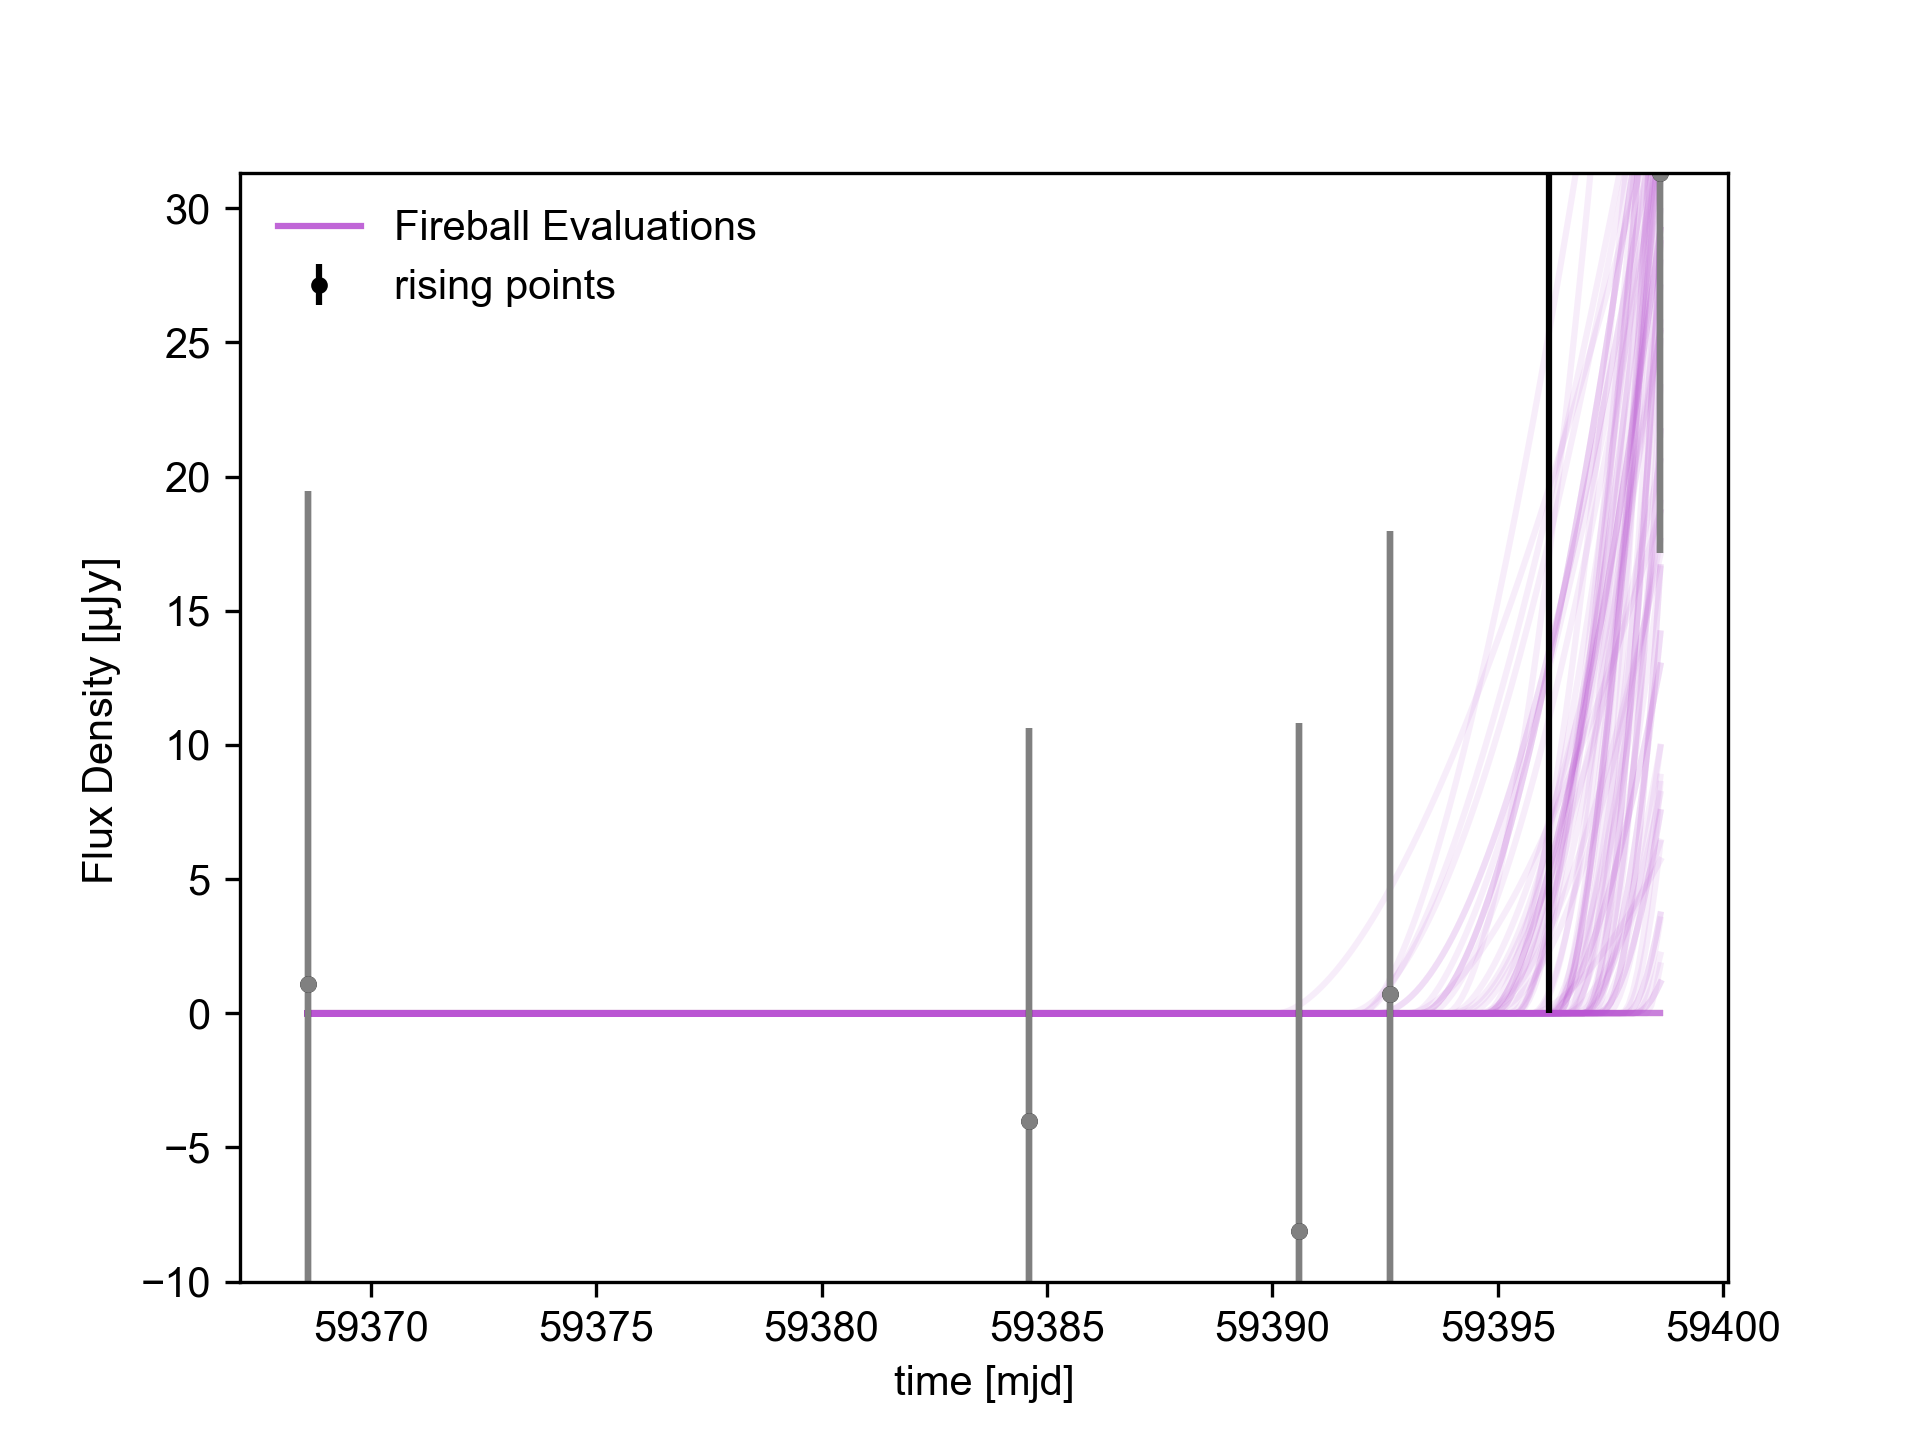 Fireball Evaluations
rising points
30
25
20
15
10
5
0
−5
−10
Flux Density [µJy]
59370 59375 59380 59385 59390 59395 59400
time [mjd]